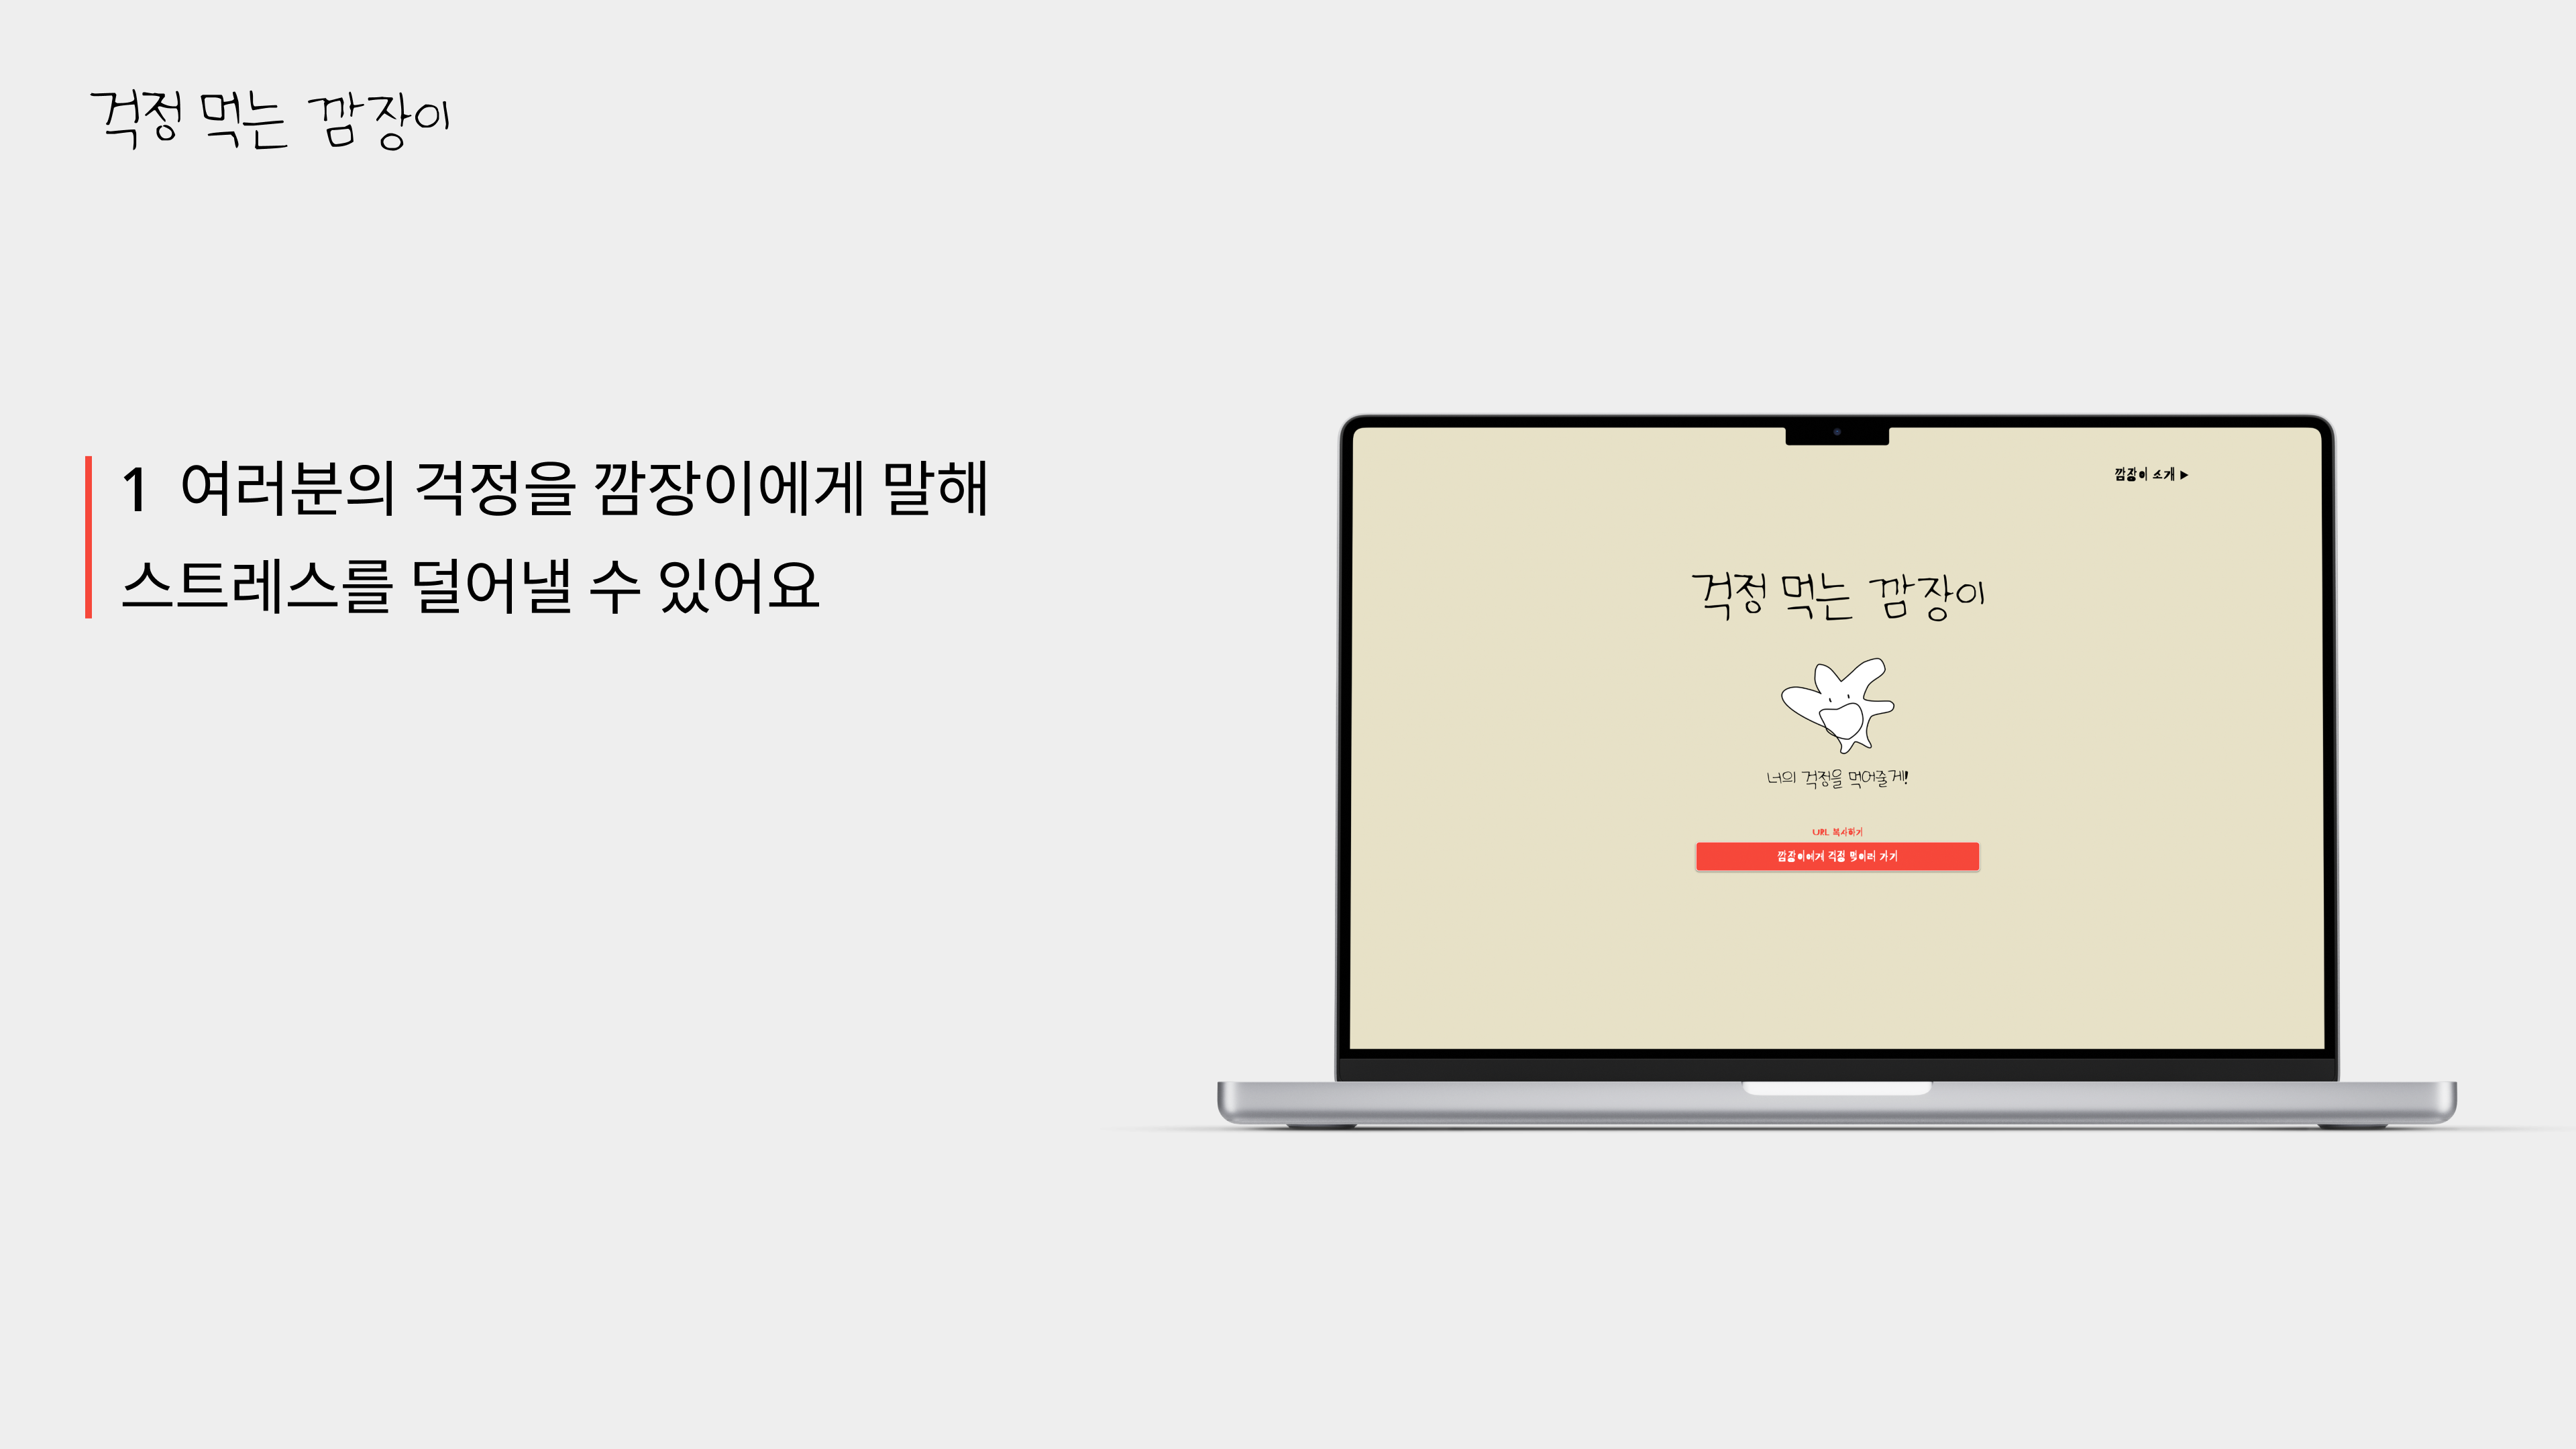 걱정 먹는 깜장이
1 여러분의 걱정을 깜장이에게 말해
스트레스를 덜어낼 수 있어요
깜장이 소개 ▶
걱정 먹는 깜장이
너의 걱정을 먹어줄게!
URL 복사하기
깜장이에게 걱정 멕이러 가기